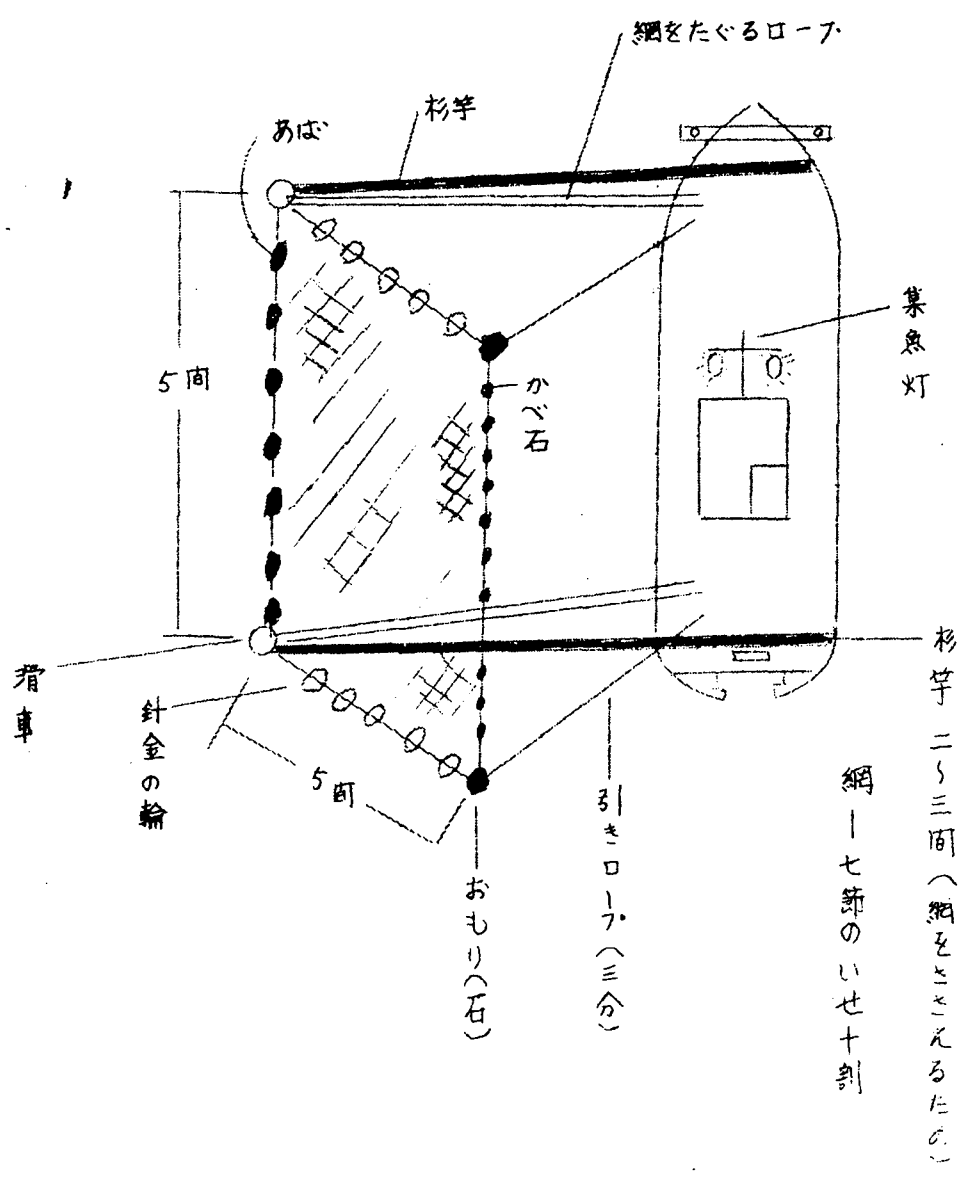 網をたぐるロープ
杉竿
あば
集魚灯
5間
かべ石
滑車
針金の輪
5間
おもり(石)
引きロープ(三分)
網一七節のいせ十割
杉竿二〜三間(網をささえるため)